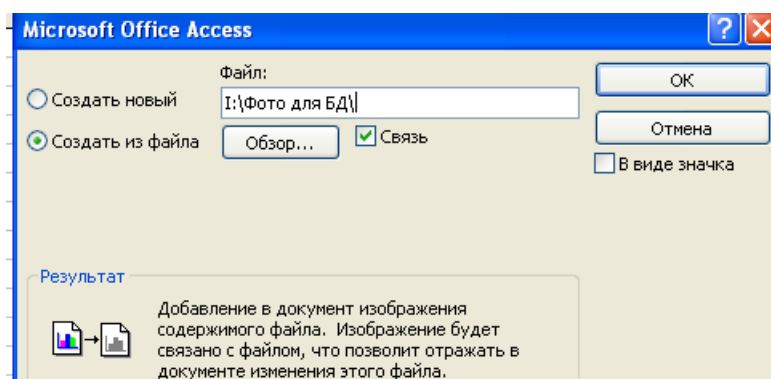 Microsoft Office Access
Файл:
ОК
Создать новый
I:\Фото для БД\
Создать из файла
Обзор...
Связь
Отмена
В виде значка
Результат
Добавление в документ изображения
содержимого файла. Изображение будет
связано с файлом, что позволит отражать в
документе изменения этого файла.